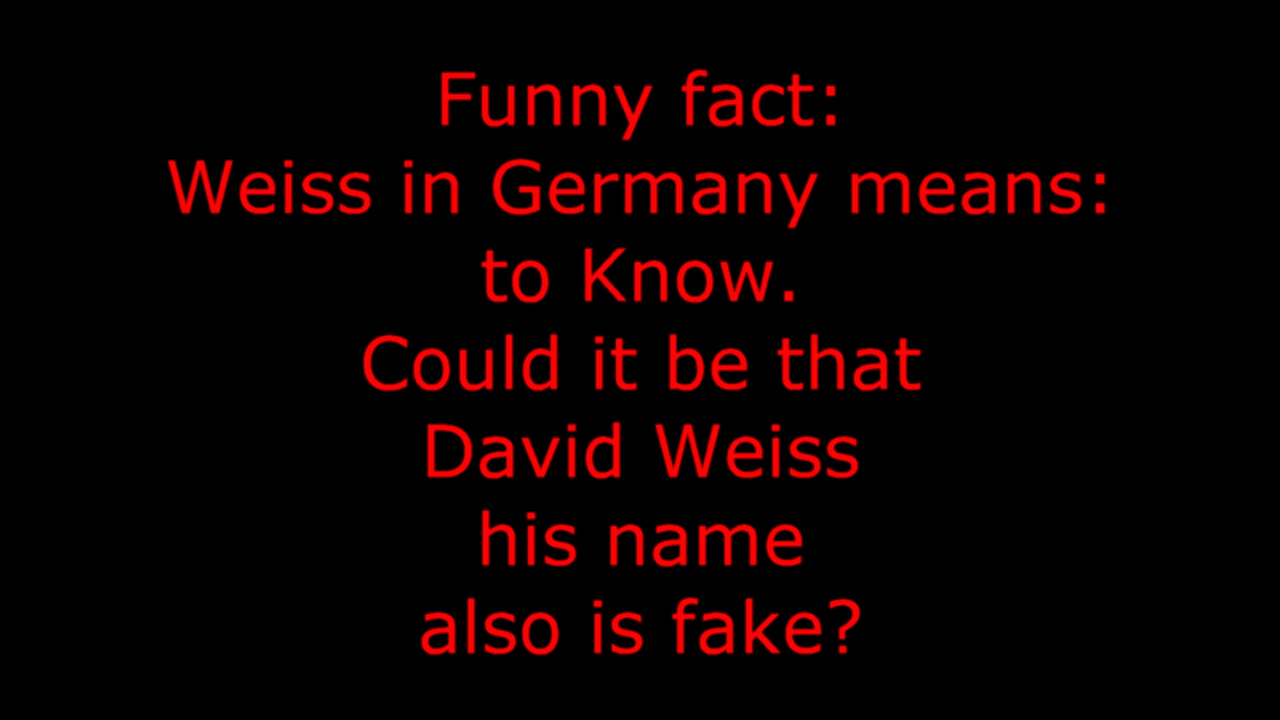 Funny fact:
Weiss in Germany means:
to Know.
Could it be that
David Weiss
his name
also is fake?